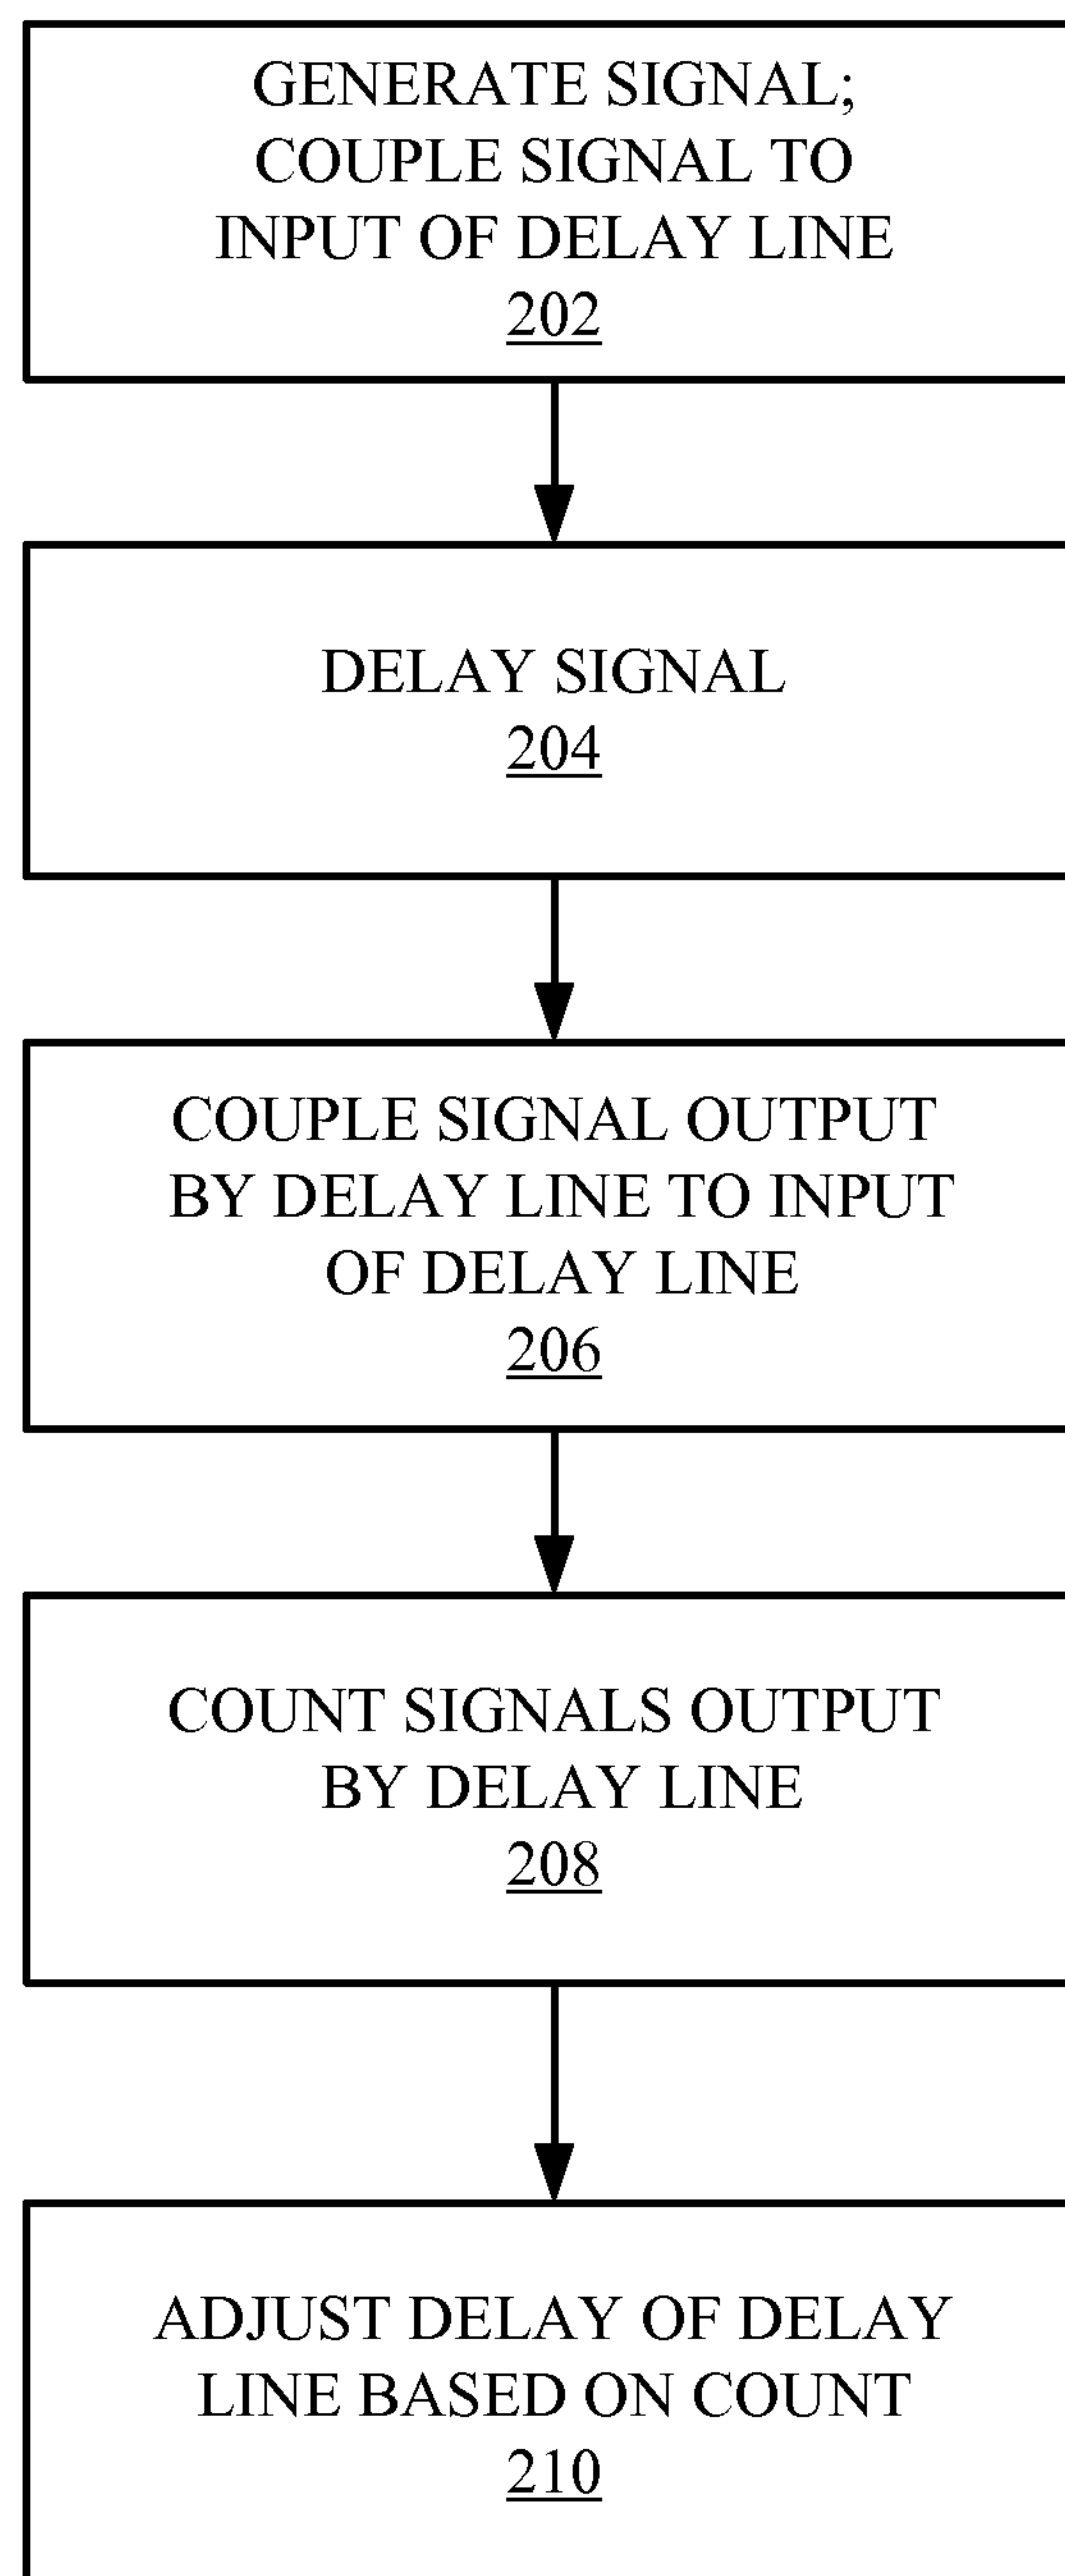 GENERATE SIGNAL;
COUPLE SIGNAL TO
INPUT OF DELAY LINE
202
DELAY SIGNAL
204
COUPLE SIGNAL OUTPUT
BY DELAY LINE TO INPUT
OF DELAY LINE
206
COUNT SIGNALS OUTPUT
BY DELAY LINE
208
ADJUST DELAY OF DELAY
LINE BASED ON COUNT
210